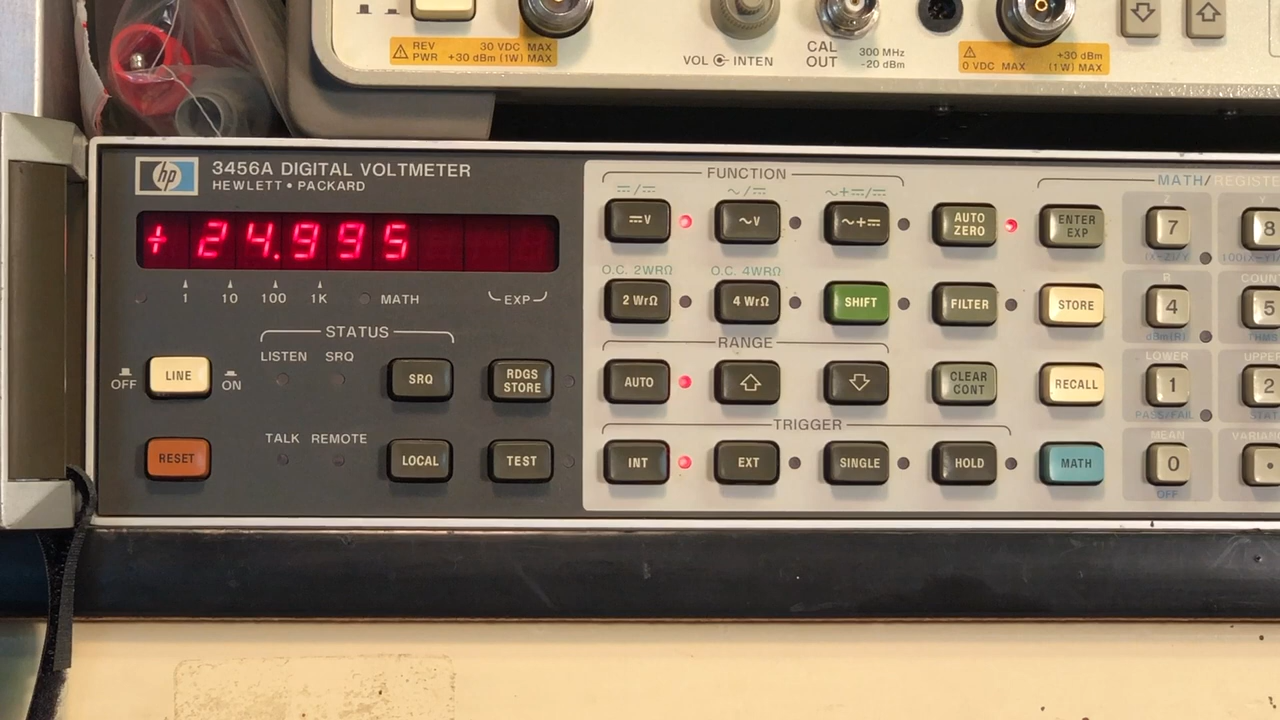 REV 30 VDC MAX
PWR +30 dBm (1W) MAX
VOL INTEN
CAL
OUT
300 MHz
-20 dBm
+30 dBm
0 VDC MAX (1W) MAX
hp
3456A DIGITAL VOLTMETER
HEWLETT • PACKARD
+ 24.995
1 10 100 1K MATH EXP
STATUS
LISTEN SRQ
OFF LINE ON
SRQ
RDGS
STORE
TALK REMOTE
RESET
LOCAL
TEST
FUNCTION
⎓/⎓ ~/⎓ ~+⎓/⎓
⎓V ~V ~+⎓
AUTO
ZERO
O.C. 2WRΩ O.C. 4WRΩ
2 WrΩ 4 WrΩ SHIFT FILTER
RANGE
AUTO
CLEAR
CONT
TRIGGER
INT EXT SINGLE HOLD
MATH/REGISTE
ENTER
EXP
Z
7 8
(X-Z)/Y 100(X-Y)/
STORE
R COUN
4 5
dBm(R) THMS
RECALL
LOWER UPPER
1 2
PASS/FAIL STAT
MATH
MEAN VARIAN
0 •
OFF